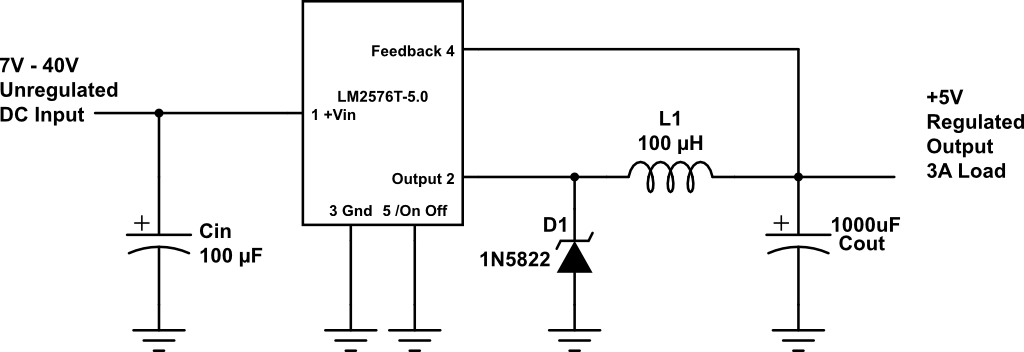 7V - 40V
Unregulated
DC Input
Feedback 4
LM2576T-5.0
1 +Vin
Output 2
3 Gnd 5 /On Off
Cin
100 µF
D1
1N5822
L1
100 µH
1000uF
Cout
+5V
Regulated
Output
3A Load